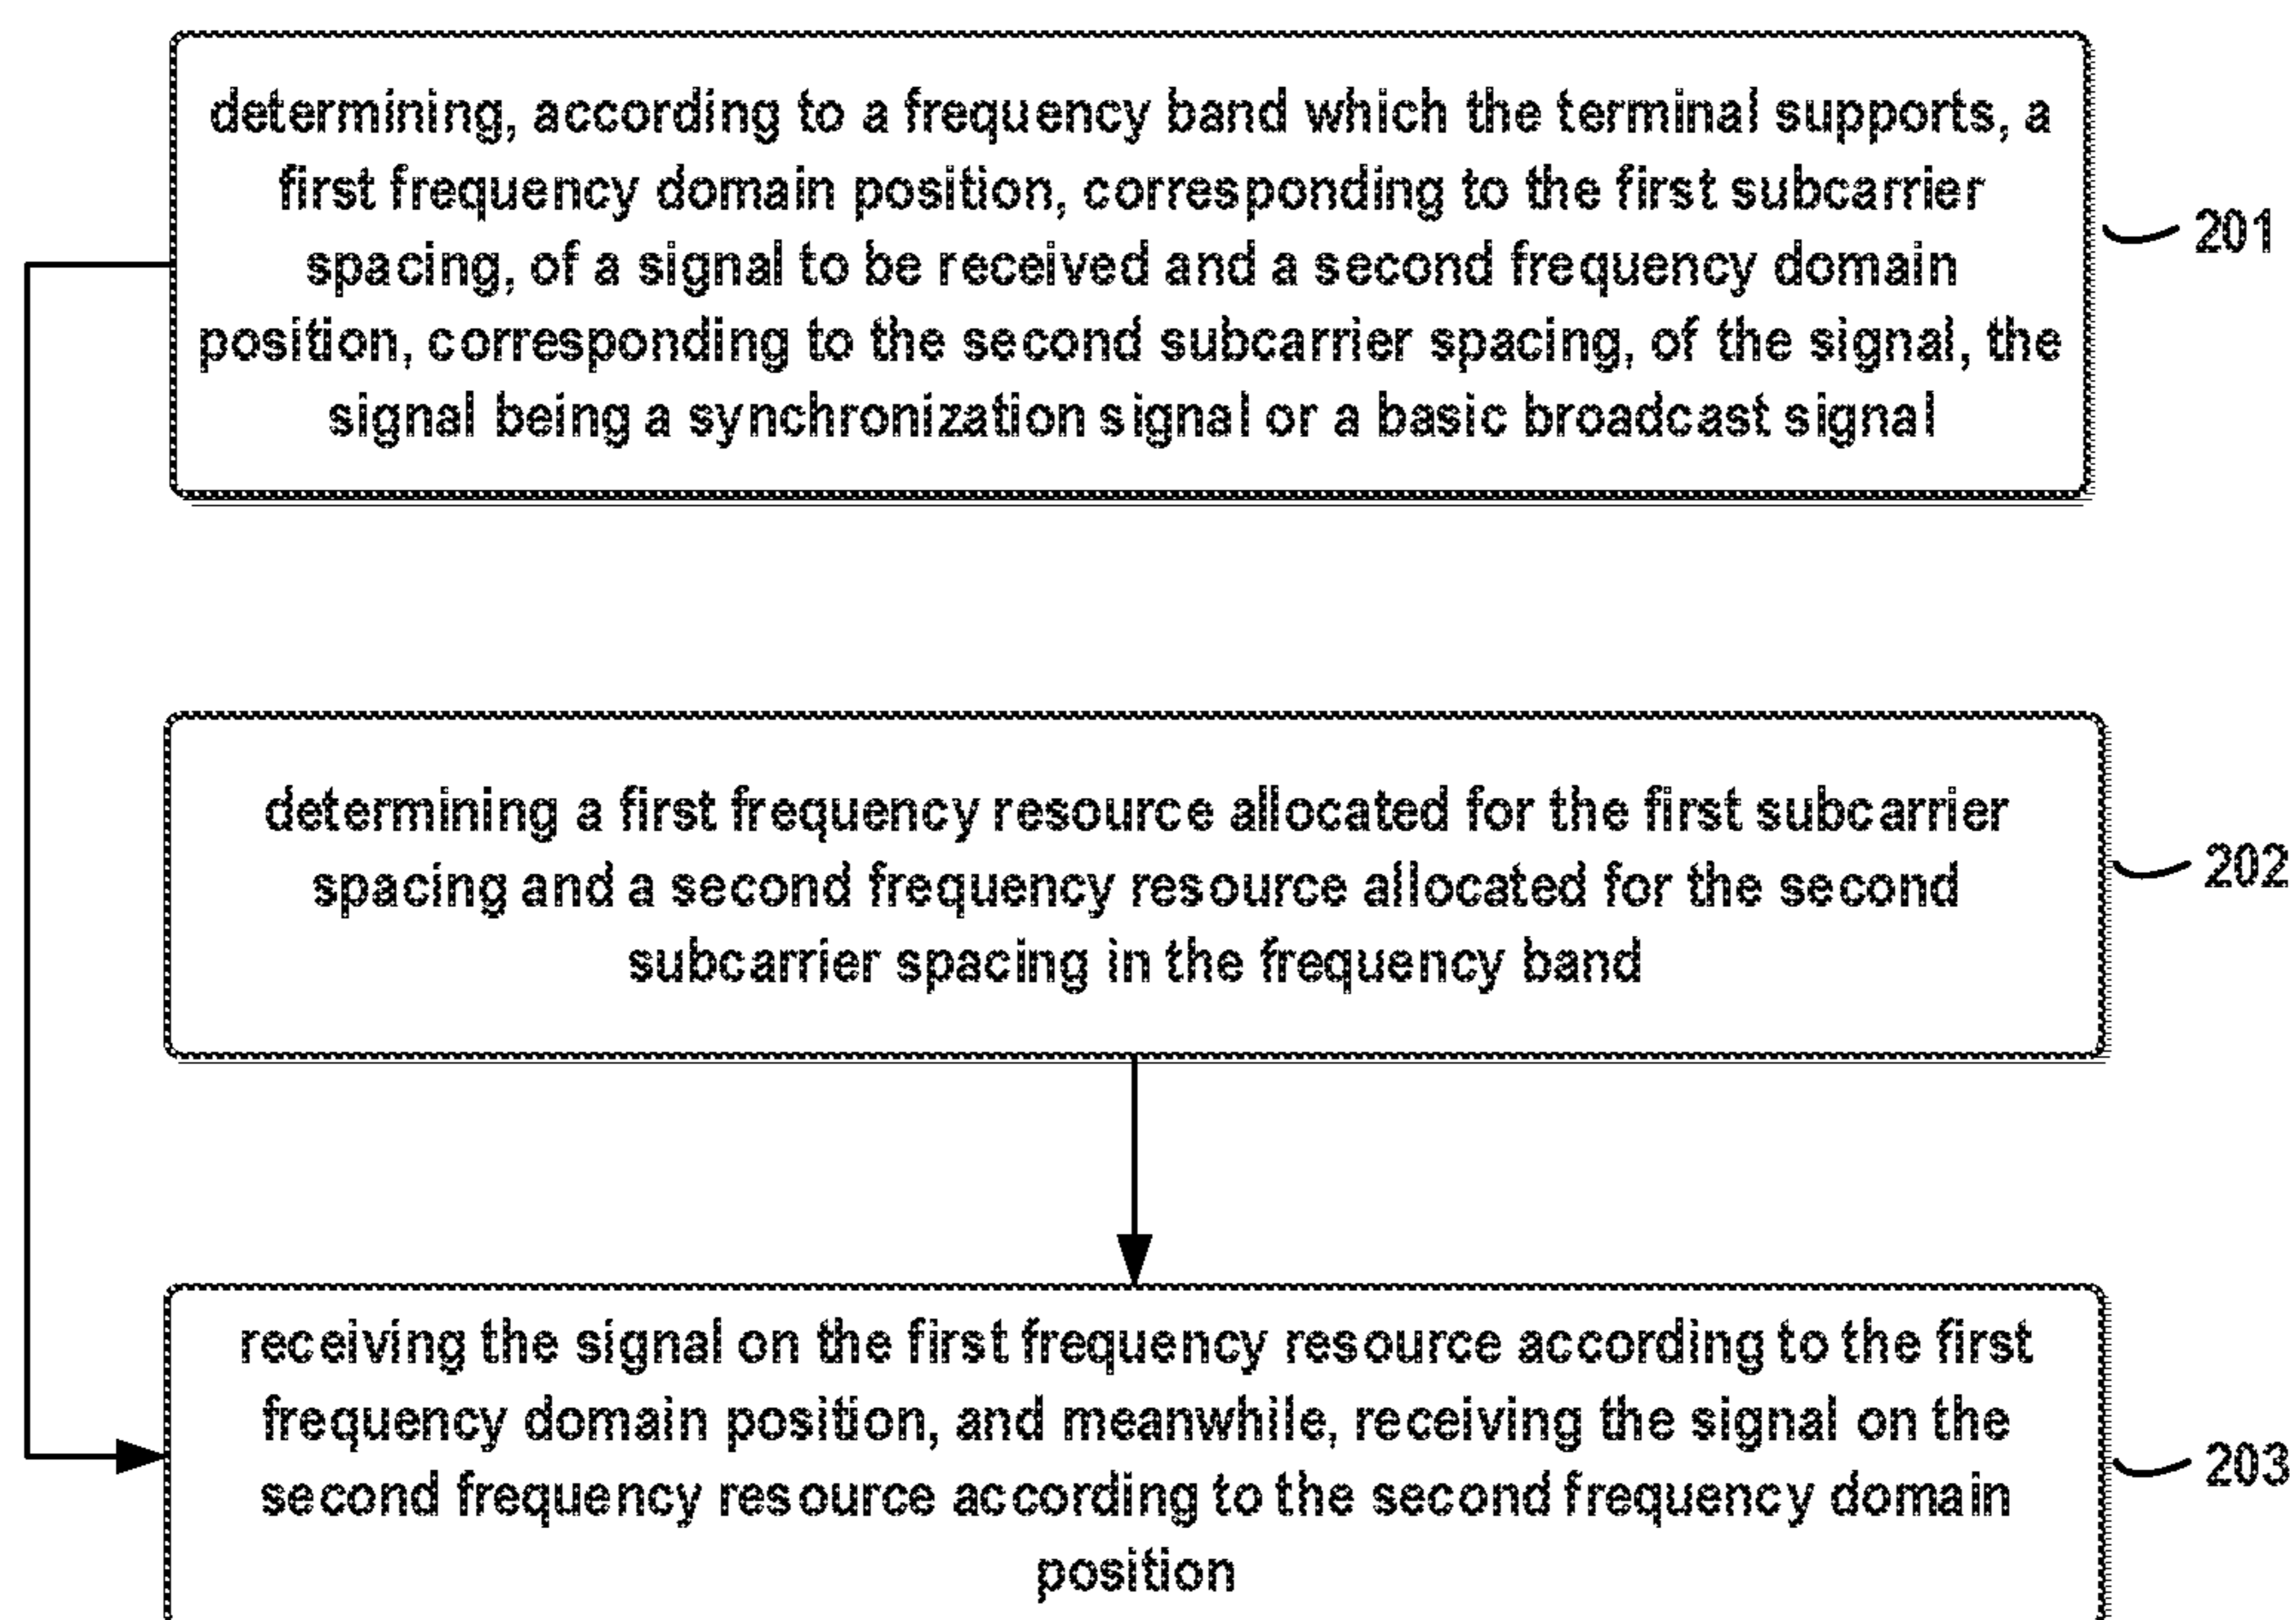 determining, according to a frequency band which the terminal supports, a
first frequency domain position, corresponding to the first subcarrier
spacing, of a signal to be received and a second frequency domain
position, corresponding to the second subcarrier spacing, of the signal, the
signal being a synchronization signal or a basic broadcast signal
201
determining a first frequency resource allocated for the first subcarrier
spacing and a second frequency resource allocated for the second
subcarrier spacing in the frequency band
202
receiving the signal on the first frequency resource according to the first
frequency domain position, and meanwhile, receiving the signal on the
second frequency resource according to the second frequency domain
position
203